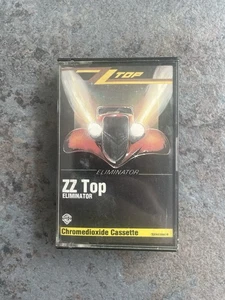 ZZ TOP
ELIMINATOR
ZZ Top
ELIMINATOR
Chromedioxide Cassette